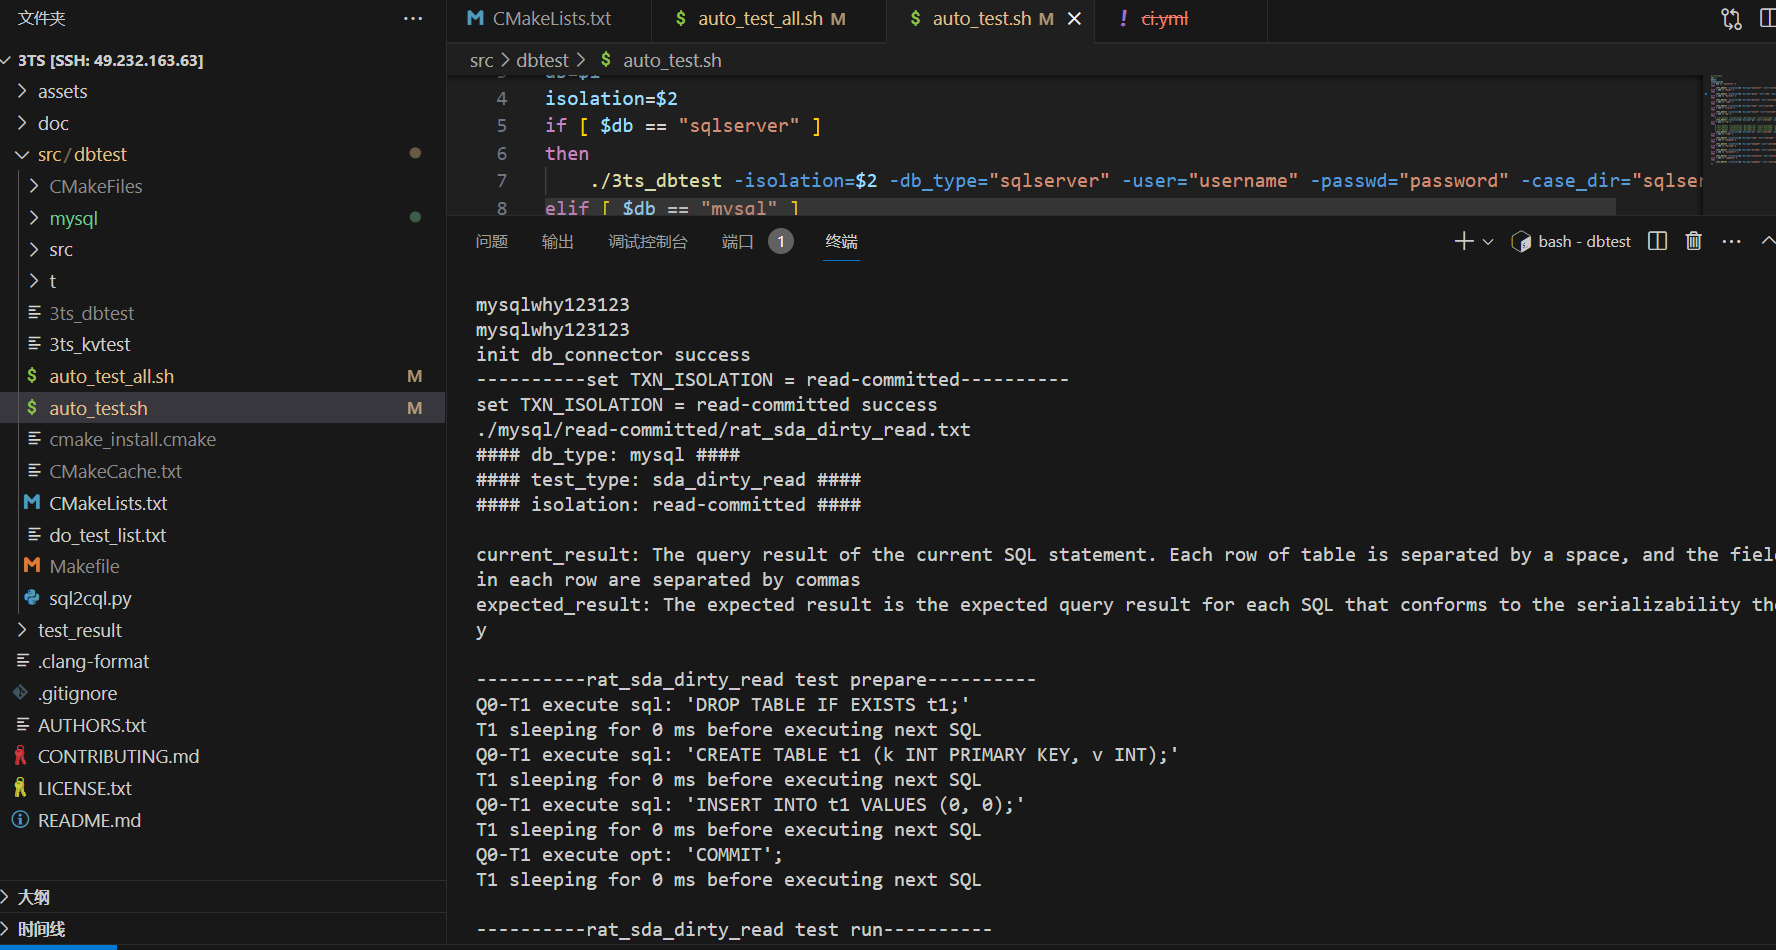 文件夹
3TS [SSH: 49.232.163.63]
assets
doc
src/dbtest
CMakeFiles
mysql
src
t
3ts_dbtest
3ts_kvtest
auto_test_all.sh M
auto_test.sh M
cmake_install.cmake
CMakeCache.txt
CMakeLists.txt
do_test_list.txt
Makefile
sql2cql.py
test_result
.clang-format
.gitignore
AUTHORS.txt
CONTRIBUTING.md
LICENSE.txt
README.md
大纲
时间线
CMakeLists.txt
auto_test_all.sh M
auto_test.sh M
ci.yml
src > dbtest > $ auto_test.sh
3 db=$1
4 isolation=$2
5 if [ $db == "sqlserver" ]
6 then
7 ./3ts_dbtest -isolation=$2 -db_type="sqlserver" -user="username" -passwd="password" -case_dir="sqlser
8 elif [ $db == "mysql" ]
问题 输出 调试控制台 端口 1 终端
bash - dbtest
mysqlwhy123123
mysqlwhy123123
init db_connector success
----------set TXN_ISOLATION = read-committed----------
set TXN_ISOLATION = read-committed success
./mysql/read-committed/rat_sda_dirty_read.txt
#### db_type: mysql ####
#### test_type: sda_dirty_read ####
#### isolation: read-committed ####
current_result: The query result of the current SQL statement. Each row of table is separated by a space, and the fiel
in each row are separated by commas
expected_result: The expected result is the expected query result for each SQL that conforms to the serializability the
y
----------rat_sda_dirty_read test prepare----------
Q0-T1 execute sql: 'DROP TABLE IF EXISTS t1;'
T1 sleeping for 0 ms before executing next SQL
Q0-T1 execute sql: 'CREATE TABLE t1 (k INT PRIMARY KEY, v INT);'
T1 sleeping for 0 ms before executing next SQL
Q0-T1 execute sql: 'INSERT INTO t1 VALUES (0, 0);'
T1 sleeping for 0 ms before executing next SQL
Q0-T1 execute opt: 'COMMIT';
T1 sleeping for 0 ms before executing next SQL
----------rat_sda_dirty_read test run----------